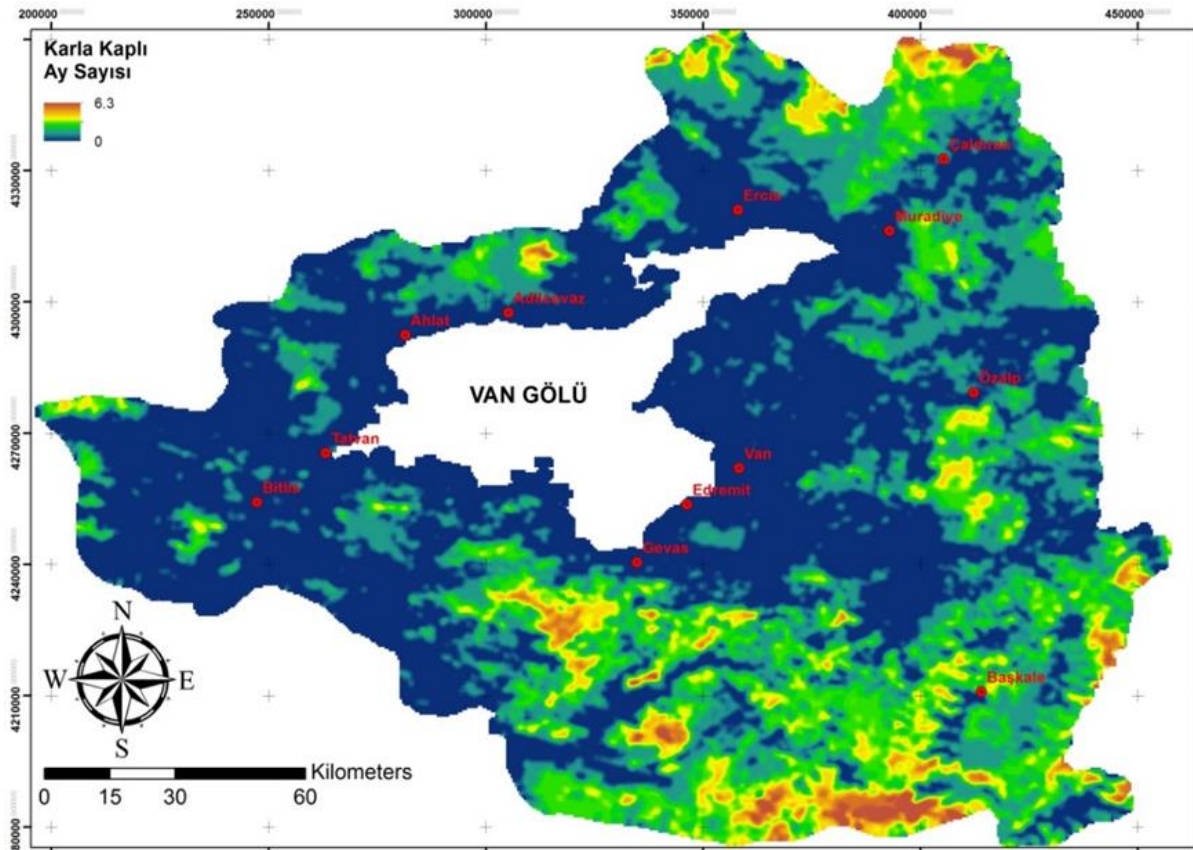 200000 250000 300000 350000 400000 450000
Karla Kaplı
Ay Sayısı
6.3
0
4330000
4300000
4270000
4240000
4210000
80000
Çaldıran
Erciş
Muradiye
Adilcevaz
Ahlat
VAN GÖLÜ
Özalp
Tatvan
Van
Bitlis
Edremit
Gevaş
Başkale
N
W E
S
Kilometers
0 15 30 60